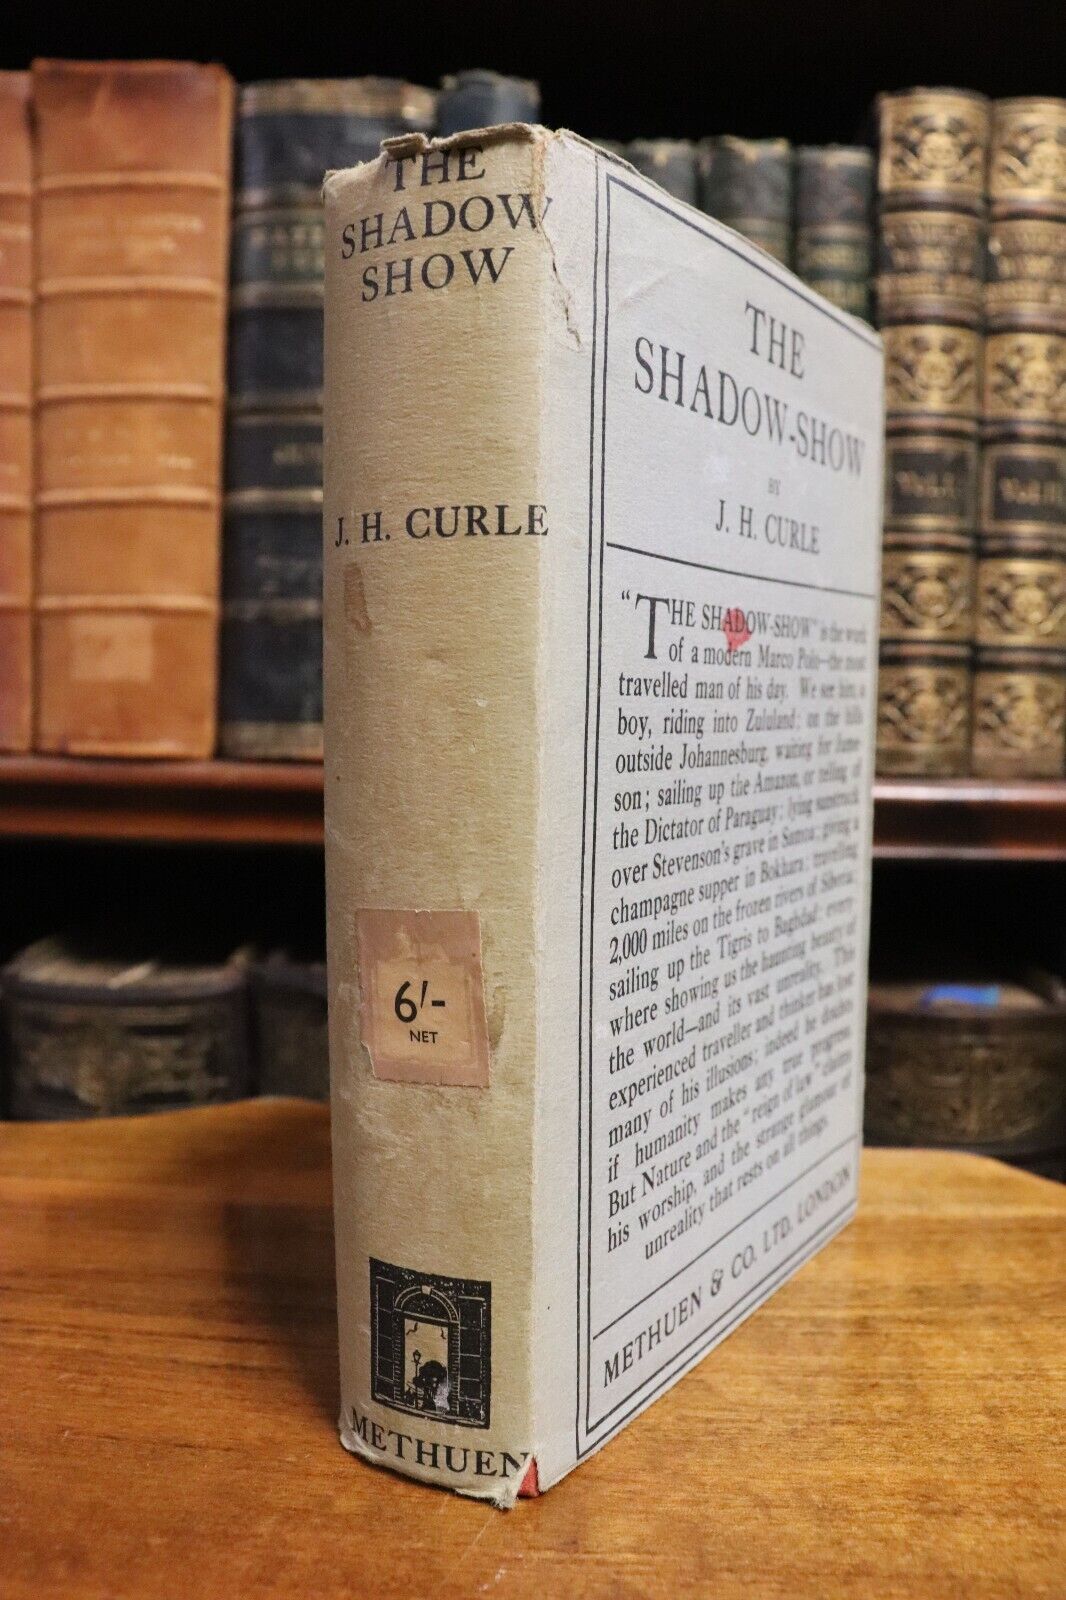 THE
SHADOW
SHOW
J. H. CURLE
6/-
NET
METHUEN
THE
SHADOW-SHOW
BY
J. H. CURLE
"THE SHADOW-SHOW" is the work
of a modern Marco Polo—the most
travelled man of his day. We see him, a
boy, riding into Zululand; on the hills
outside Johannesburg, waiting for Jame-
son; sailing up the Amazon, or telling of
the Dictator of Paraguay; lying sunstruck
over Stevenson's grave in Samoa; giving a
champagne supper in Bokhara; travelling
2,000 miles on the frozen rivers of Siberia;
sailing up the Tigris to Baghdad: every-
where showing us the haunting beauty of
the world—and its vast unreality. This
experienced traveller and thinker has lost
many of his illusions; indeed he doubts
if humanity makes any true progress.
But Nature and the "reign of law" claims
his worship, and the strange glamour of
unreality that rests on all things.
METHUEN & CO. LTD. LONDON
Vol. I